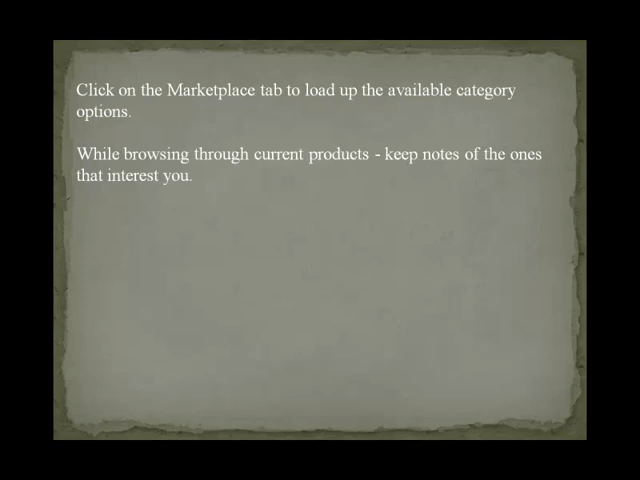 Click on the Marketplace tab to load up the available category
options.
While browsing through current products - keep notes of the ones
that interest you.